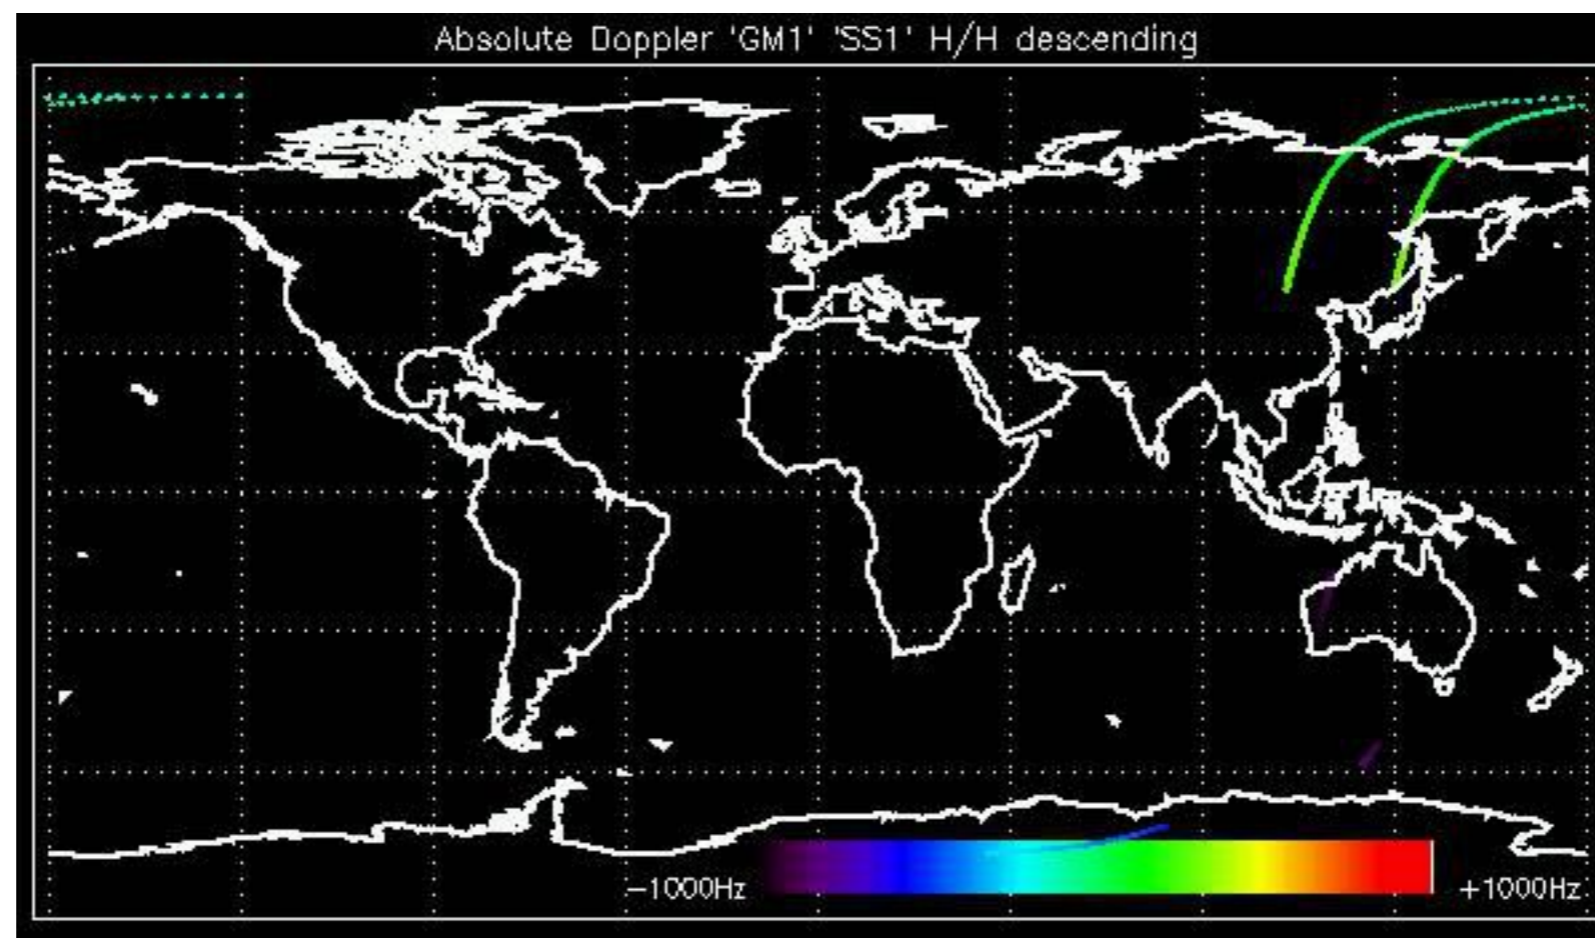 Absolute Doppler 'GM1' 'SS1' H/H descending
−1000Hz +1000Hz